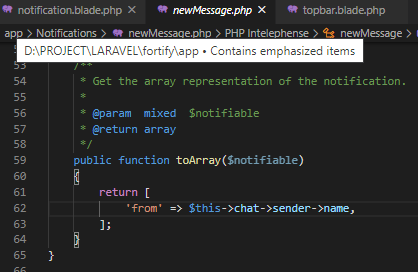 notification.blade.php newMessage.php topbar.blade.php
app > Notifications > newMessage.php > PHP Intelephense > newMessage >
D:\PROJECT\LARAVEL\fortify\app • Contains emphasized items
53 /**
54 * Get the array representation of the notification.
55 *
56 * @param  mixed  $notifiable
57 * @return array
58 */
59 public function toArray($notifiable)
60 {
61 return [
62 'from' => $this->chat->sender->name,
63 ];
64 }
65 }